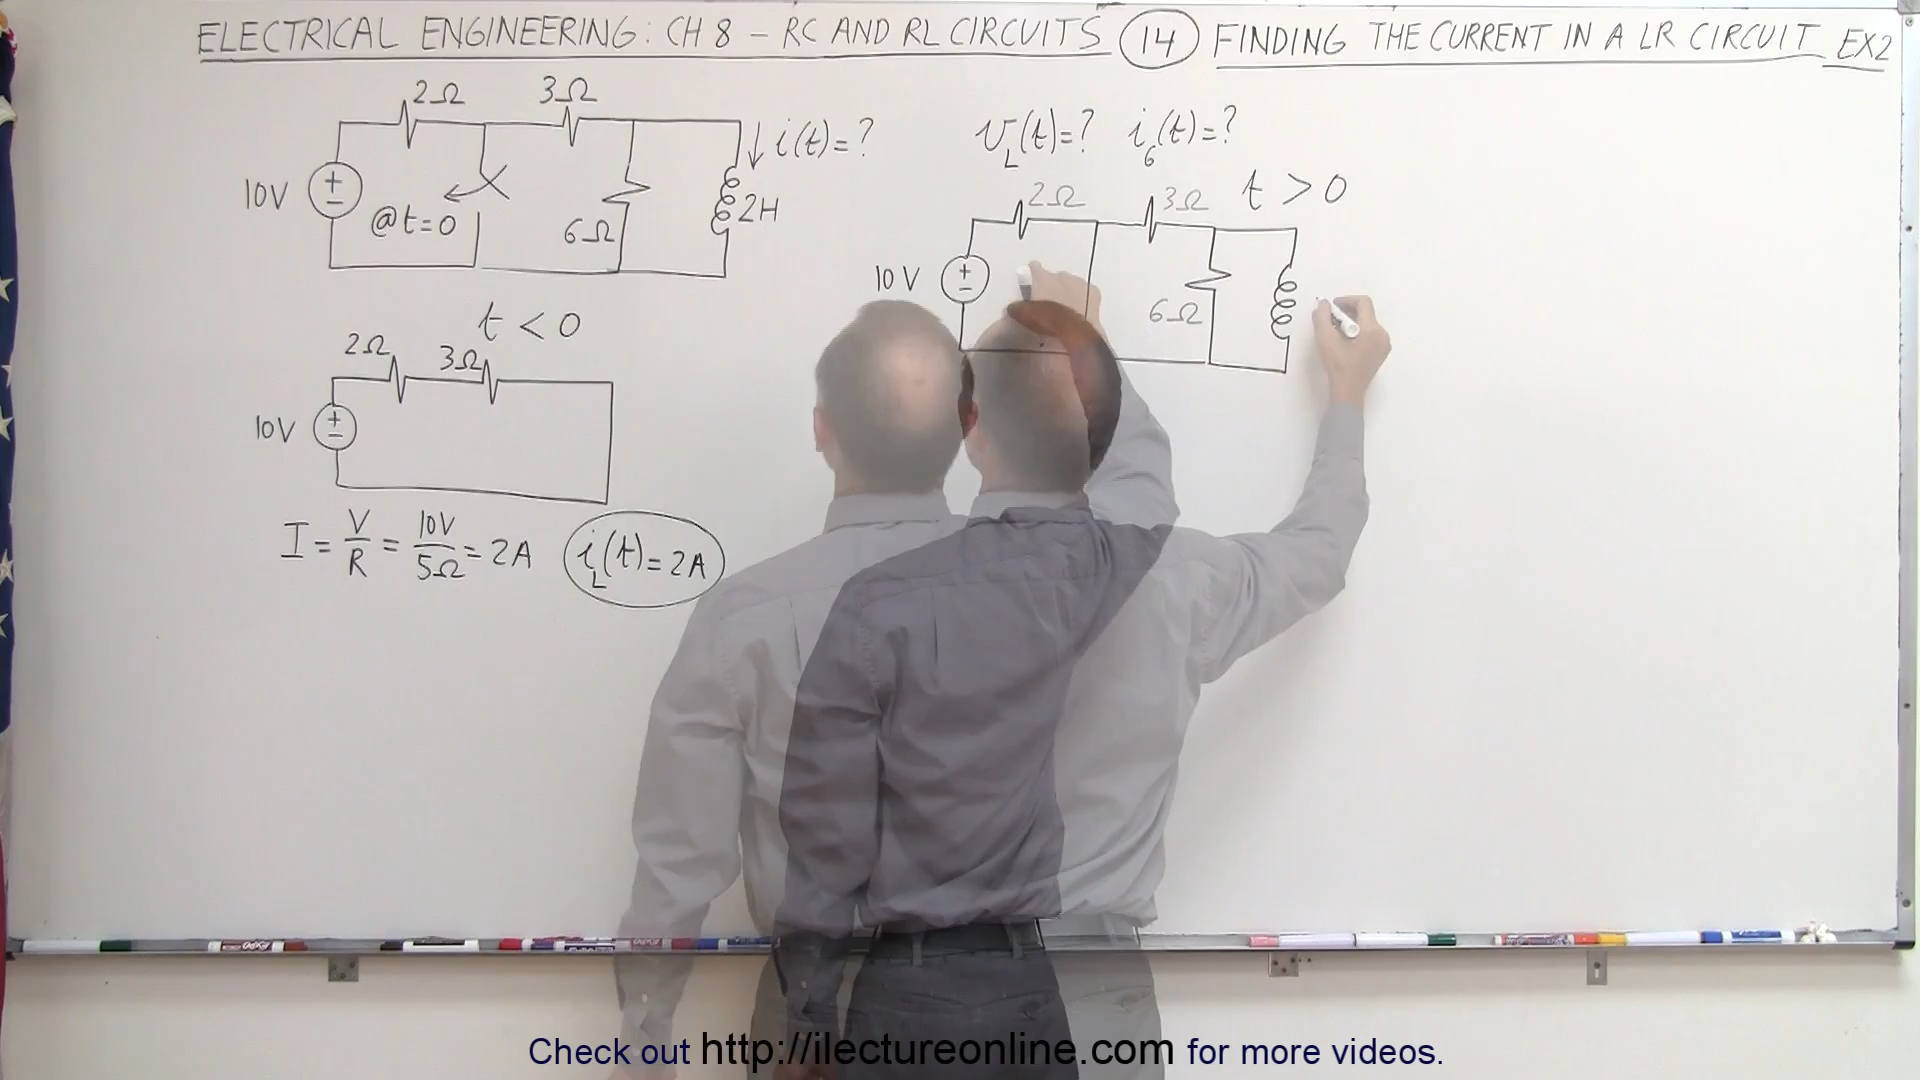 ELECTRICAL ENGINEERING: CH 8 – RC AND RL CIRCUITS 14 FINDING THE CURRENT IN A LR CIRCUIT EX2
2Ω 3Ω
i(t)=? v_L(t)=? i_6(t)=?
10V @t=0 6Ω 2H
t > 0
2Ω 3Ω
10V 6Ω
t < 0
2Ω 3Ω
10V
I = V/R = 10V/5Ω = 2A i_L(t)=2A
Check out http://ilectureonline.com for more videos.